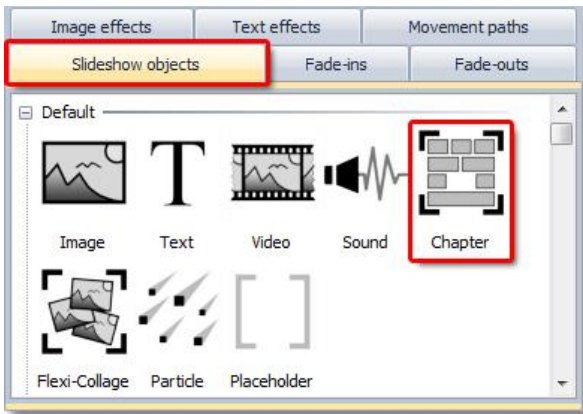 Image effects Text effects Movement paths
Slideshow objects Fade-ins Fade-outs
Default
Image Text Video Sound Chapter
Flexi-Collage Particle Placeholder